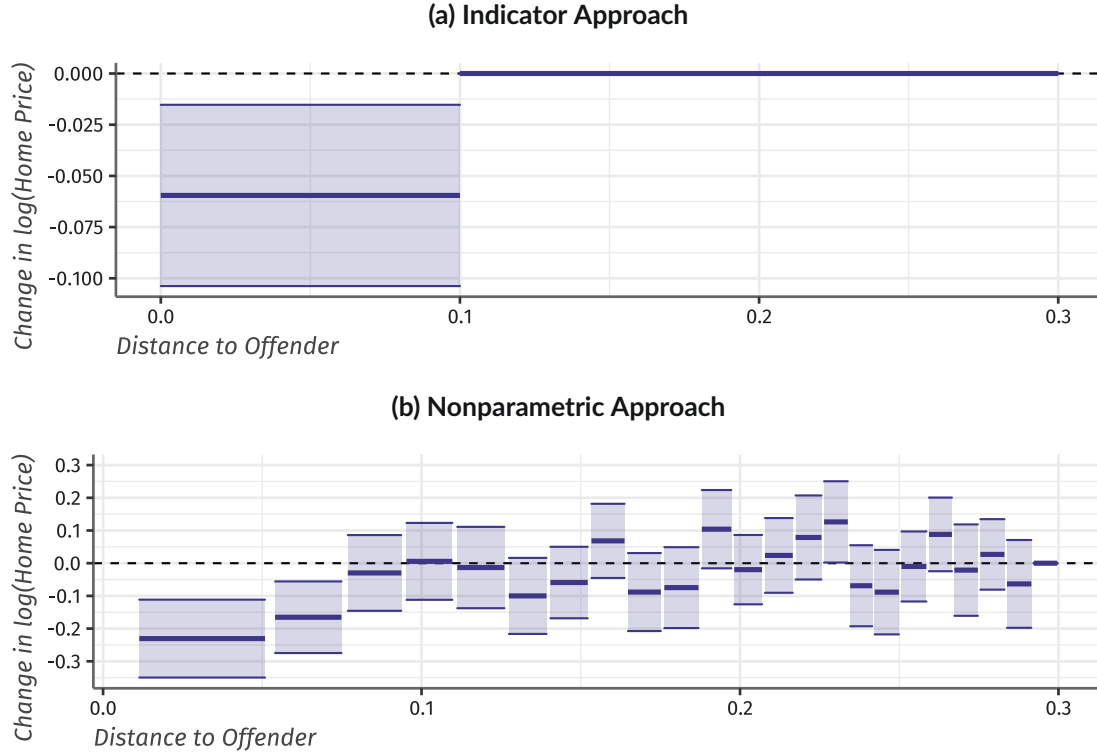 (a) Indicator Approach
Change in log(Home Price)
0.000
-0.025
-0.050
-0.075
-0.100
0.0 0.1 0.2 0.3
Distance to Offender
(b) Nonparametric Approach
Change in log(Home Price)
0.3
0.2
0.1
0.0
-0.1
-0.2
-0.3
0.0 0.1 0.2 0.3
Distance to Offender